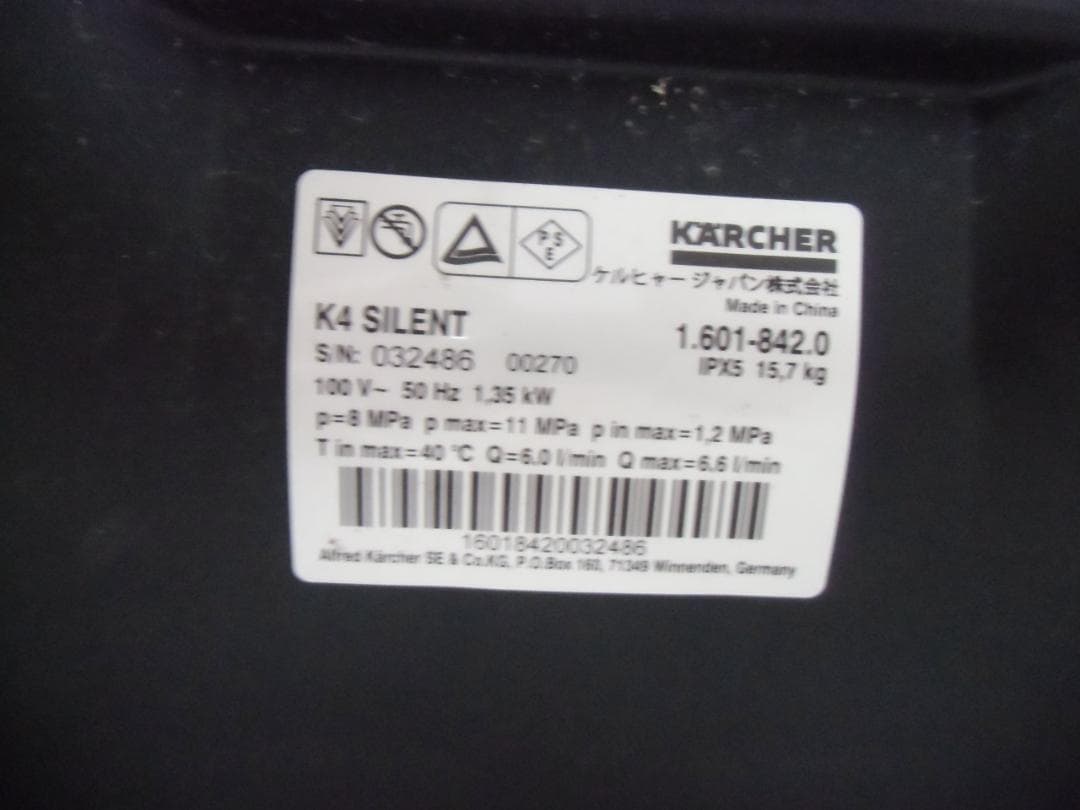 PSE
KÄRCHER
ケルヒャー ジャパン株式会社
Made in China
K4 SILENT
1.601-842.0
S/N: 032486 00270
IPX5 15,7 kg
100 V~ 50 Hz 1,35 kW
p=8 MPa p max=11 MPa p in max=1,2 MPa
T in max=40 °C Q=6.0 l/min Q max=6,6 l/min
16018420032486
Alfred Kärcher SE & Co.KG, P.O.Box 160, 71349 Winnenden, Germany